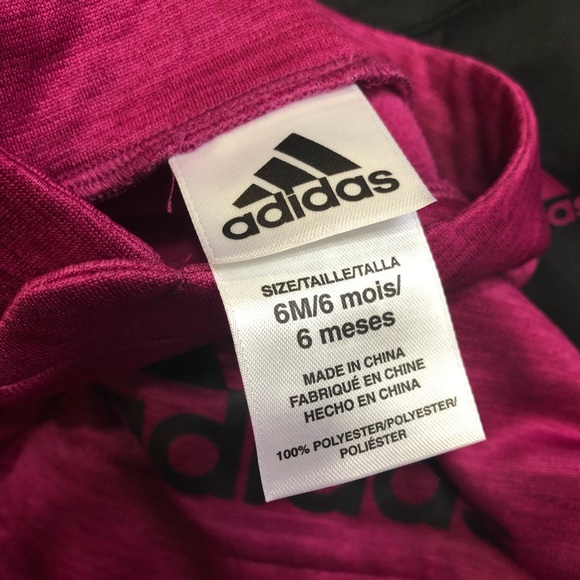 adidas
SIZE/TAILLE/TALLA
6M/6 mois/
6 meses
MADE IN CHINA
FABRIQUÉ EN CHINE
HECHO EN CHINA
100% POLYESTER/POLYESTER/
POLIÉSTER
adidas